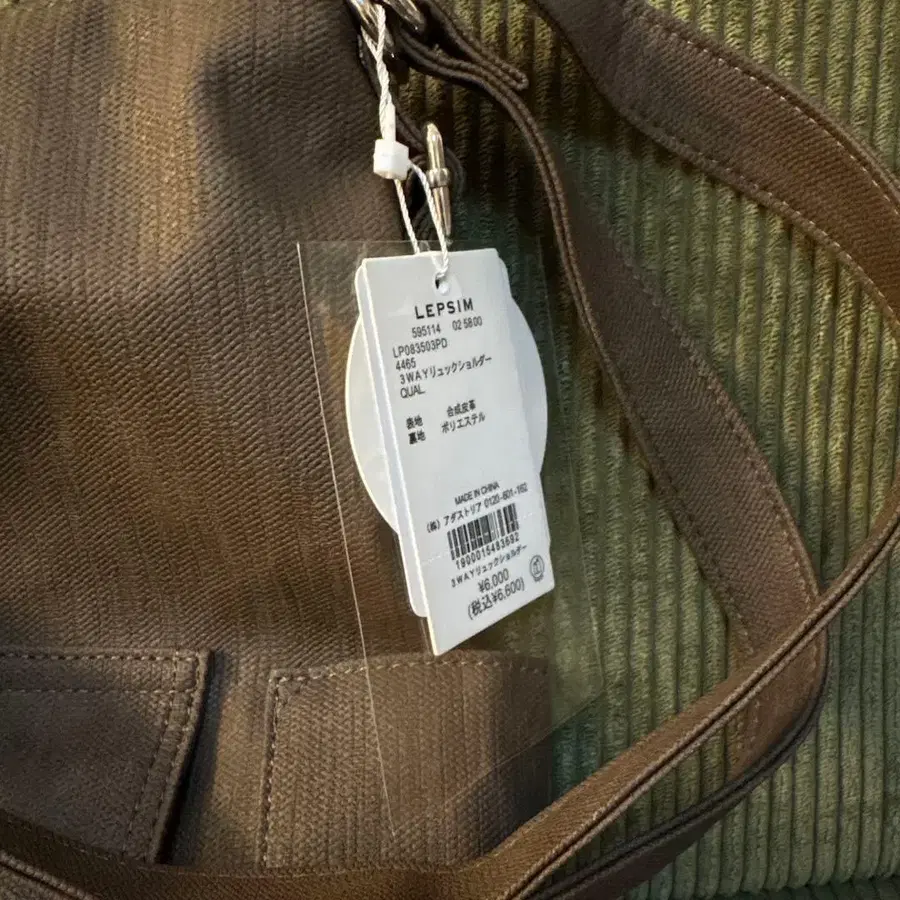 LEPSIM
595114 02 58 00
LP083503PD
4465
3WAYリュックショルダー
QUAL.
表地 合成皮革
裏地 ポリエステル
MADE IN CHINA
(株) アダストリア 0120-601-162
1900015483692
3WAYリュックショルダー
¥6,000
(税込¥6,600)